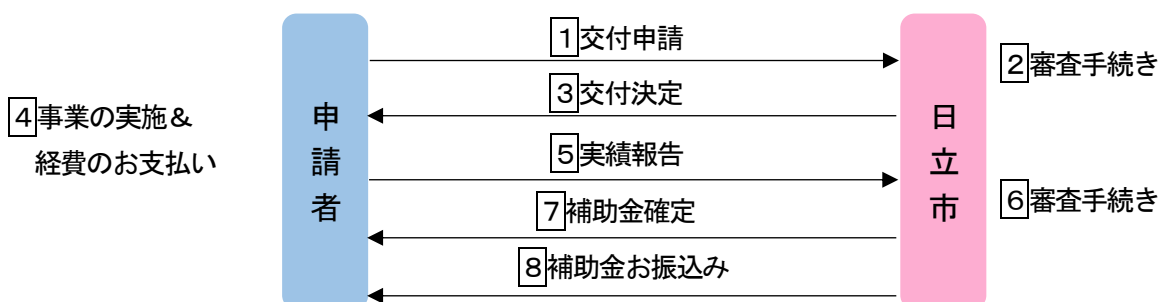 1 交付申請
2 審査手続き
3 交付決定
4 事業の実施＆
経費のお支払い
申請者
日立市
5 実績報告
6 審査手続き
7 補助金確定
8 補助金お振込み